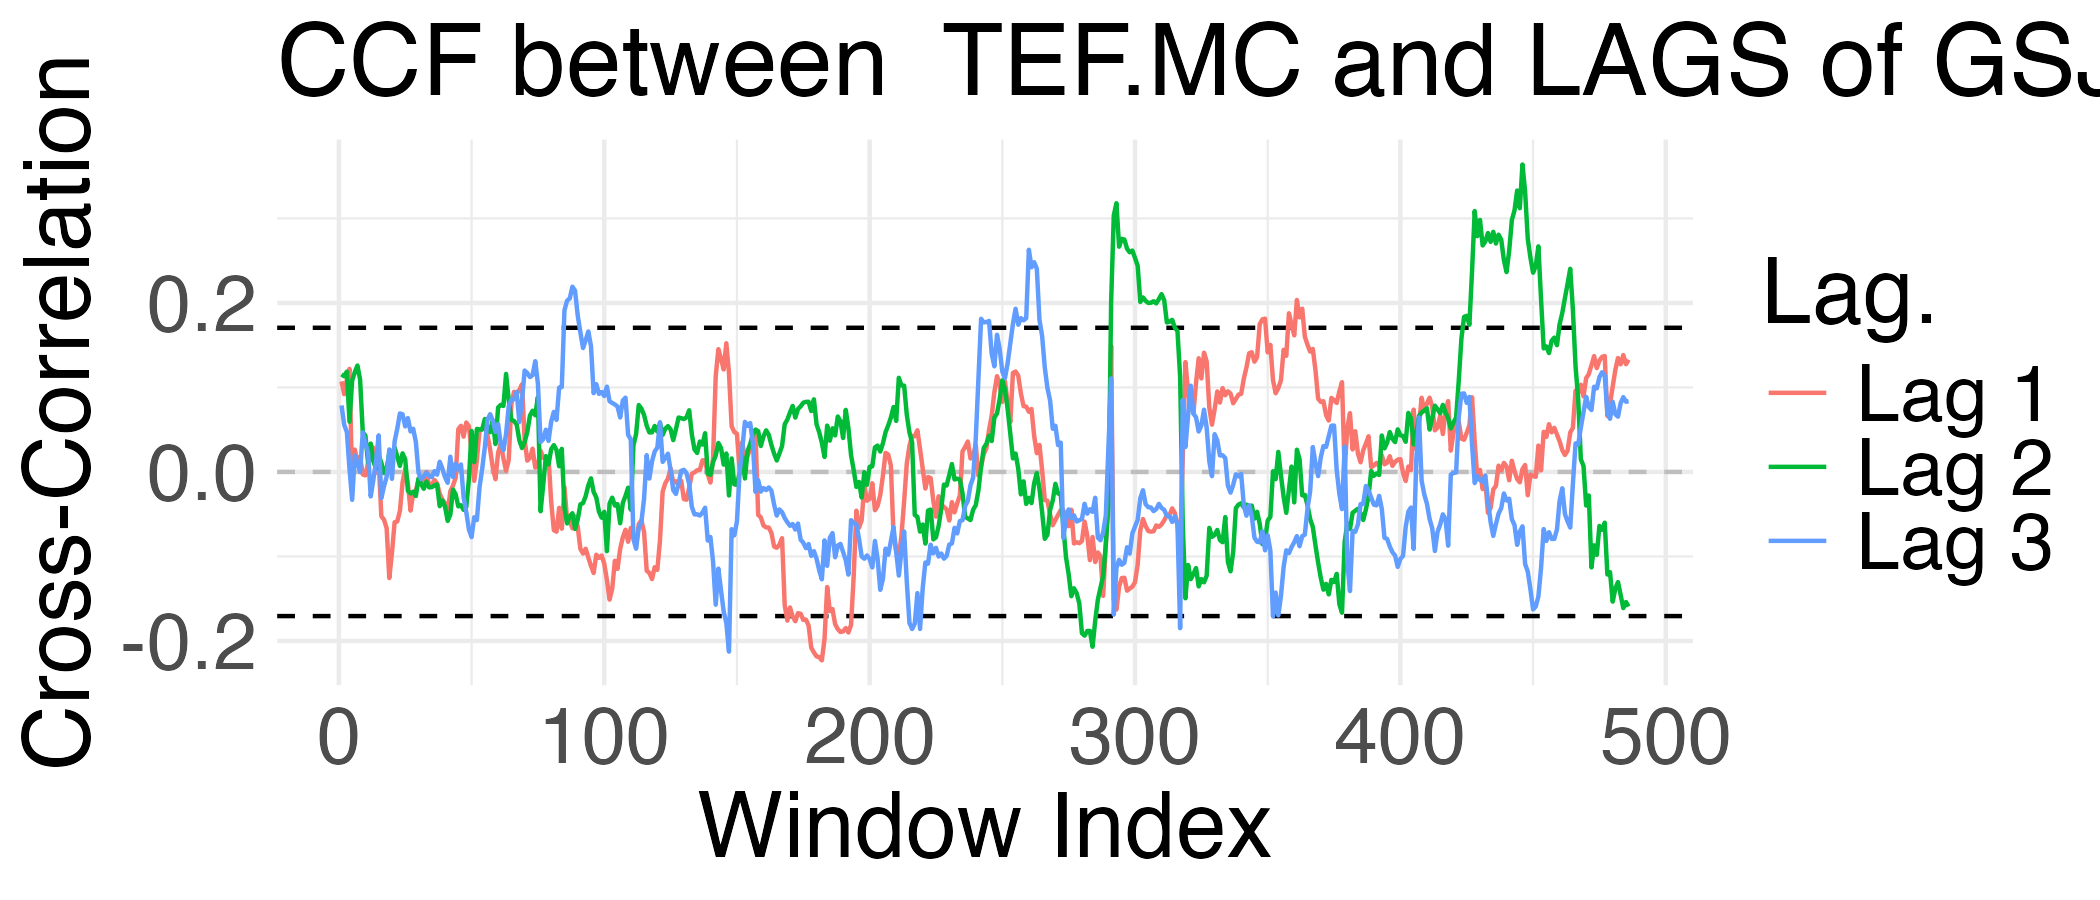 CCF between TEF.MC and LAGS of GSJ
Cross-Correlation
0.2
0.0
-0.2
0
100
200
300
400
500
Window Index
Lag.
Lag 1
Lag 2
Lag 3